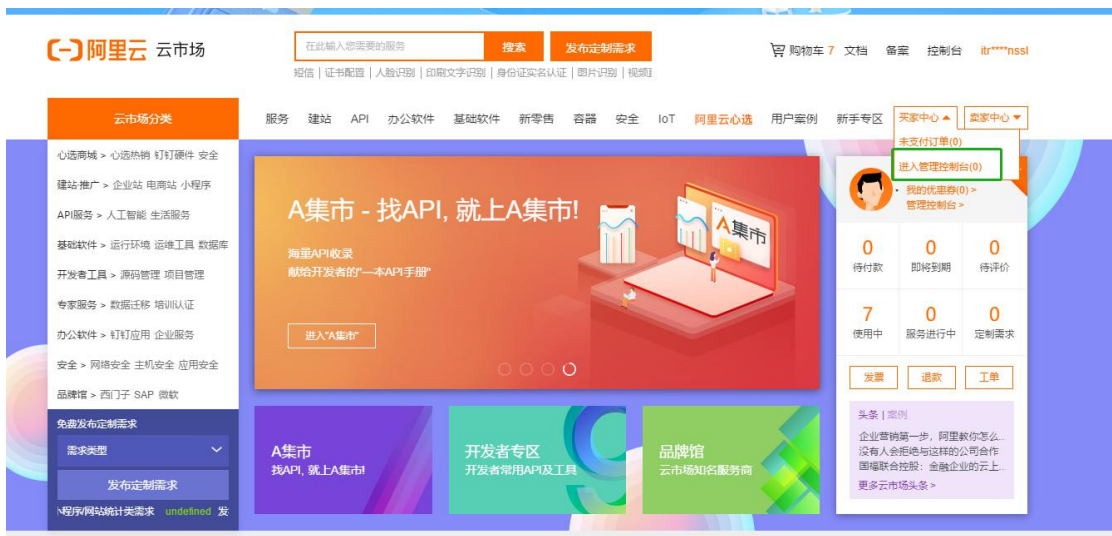 阿里云 云市场
在此输入您需要的服务
搜索
发布定制需求
购物车 7 文档 备案 控制台 itr****nssl
短信 | 证书配置 | 人脸识别 | 印刷文字识别 | 身份证实名认证 | 图片识别 | 视频
云市场分类
服务 建站 API 办公软件 基础软件 新零售 容器 安全 IoT 阿里云心选 用户案例 新手专区 买家中心 卖家中心
未支付订单(0)
进入管理控制台(0)
我的优惠券(0) >
管理控制台 >
心选商城 > 心选热销 钉钉硬件 安全
建站·推广 > 企业站 电商站 小程序
API服务 > 人工智能 生活服务
基础软件 > 运行环境 运维工具 数据库
开发者工具 > 源码管理 项目管理
专家服务 > 数据迁移 培训认证
办公软件 > 钉钉应用 企业服务
安全 > 网络安全 主机安全 应用安全
品牌馆 > 西门子 SAP 微软
免费发布定制需求
需求类型
发布定制需求
小程序/网站统计类需求 undefined 发
A集市 - 找API, 就上A集市!
海量API收录
献给开发者的“一本API手册”
进入“A集市”
A集市
0 0 0
待付款 即将到期 待评价
7 0 0
使用中 服务进行中 定制需求
发票 退款 工单
头条 | 案例
企业营销第一步，阿里教你怎么...
没有人会拒绝与这样的公司合作
国福联合控股：金融企业的云上...
更多云市场头条 >
A集市
找API, 就上A集市!
开发者专区
开发者常用API及工具
品牌馆
云市场知名服务商